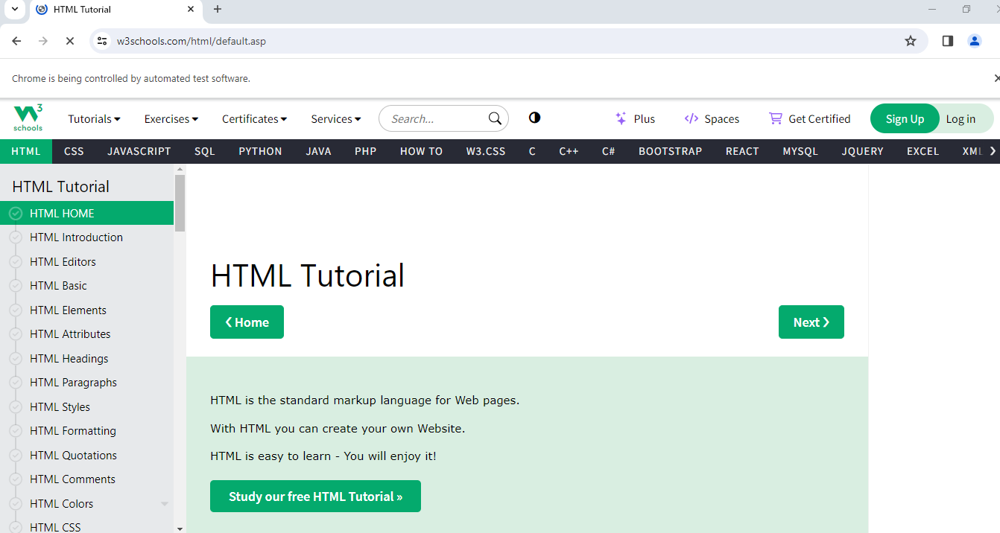 HTML Tutorial
w3schools.com/html/default.asp
Chrome is being controlled by automated test software.
W3 schools Tutorials Exercises Certificates Services Search... Plus Spaces Get Certified Sign Up Log in
HTML CSS JAVASCRIPT SQL PYTHON JAVA PHP HOW TO W3.CSS C C++ C# BOOTSTRAP REACT MYSQL JQUERY EXCEL XML
HTML Tutorial
HTML HOME
HTML Introduction
HTML Editors
HTML Basic
HTML Elements
HTML Attributes
HTML Headings
HTML Paragraphs
HTML Styles
HTML Formatting
HTML Quotations
HTML Comments
HTML Colors
HTML CSS
HTML Tutorial
❮ Home Next ❯
HTML is the standard markup language for Web pages.
With HTML you can create your own Website.
HTML is easy to learn - You will enjoy it!
Study our free HTML Tutorial »